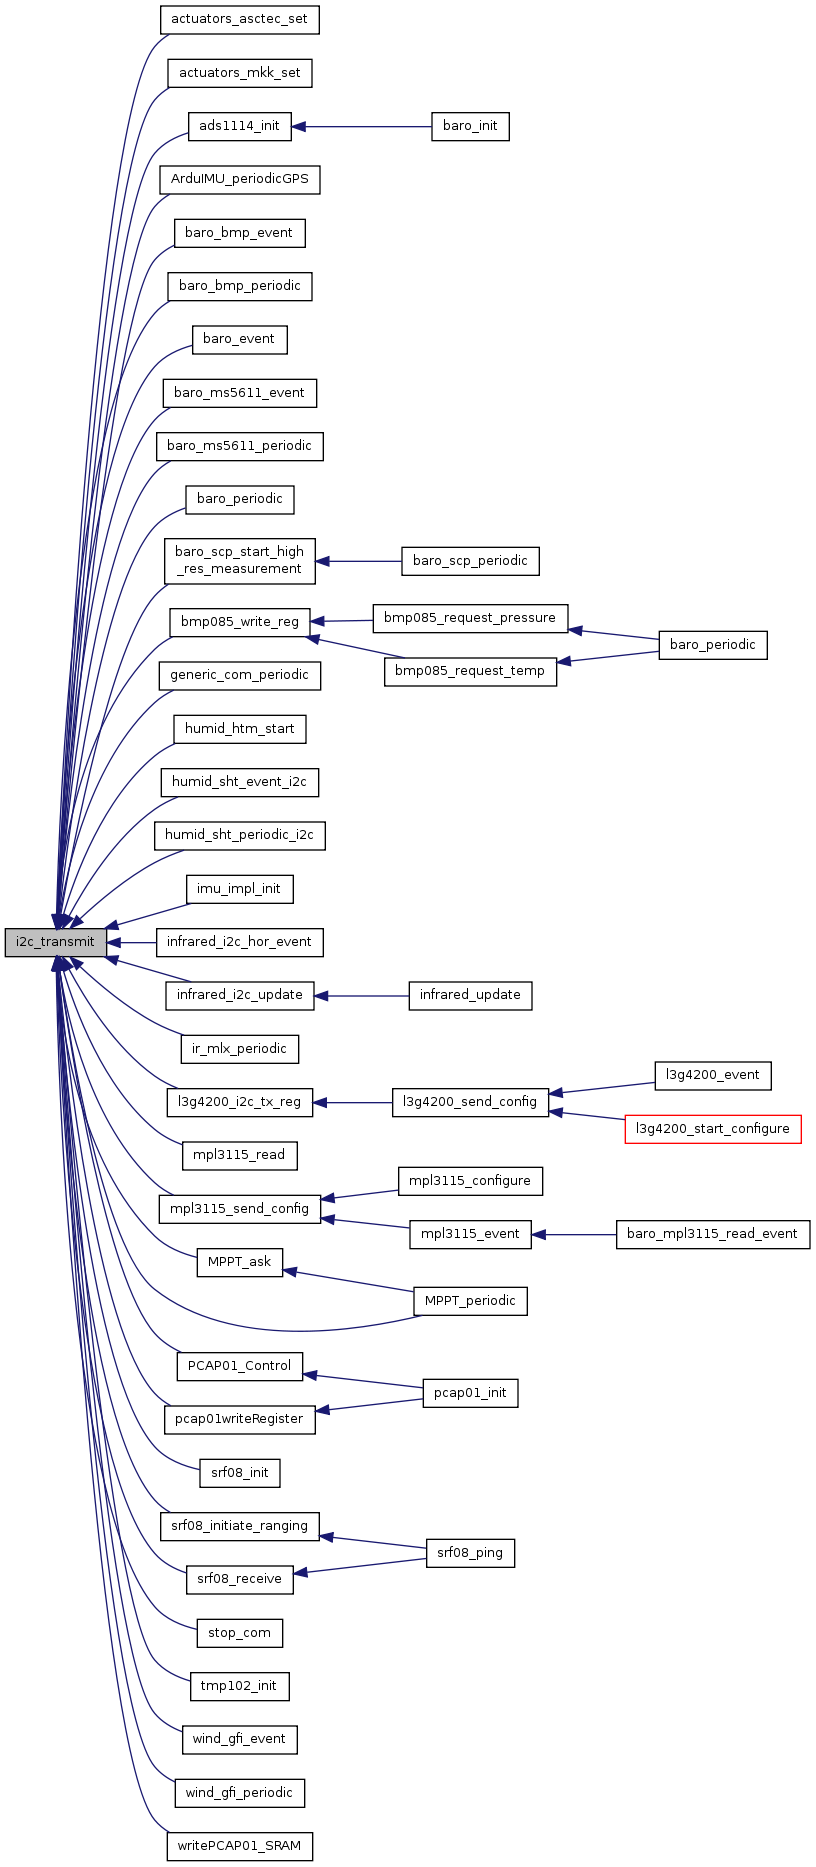 actuators_asctec_set
actuators_mkk_set
ads1114_init
baro_init
ArduIMU_periodicGPS
baro_bmp_event
baro_bmp_periodic
baro_event
baro_ms5611_event
baro_ms5611_periodic
baro_periodic
baro_scp_start_high
_res_measurement
baro_scp_periodic
bmp085_write_reg
bmp085_request_pressure
baro_periodic
bmp085_request_temp
generic_com_periodic
humid_htm_start
humid_sht_event_i2c
humid_sht_periodic_i2c
imu_impl_init
i2c_transmit
infrared_i2c_hor_event
infrared_i2c_update
infrared_update
ir_mlx_periodic
l3g4200_i2c_tx_reg
l3g4200_send_config
l3g4200_event
l3g4200_start_configure
mpl3115_read
mpl3115_send_config
mpl3115_configure
mpl3115_event
baro_mpl3115_read_event
MPPT_ask
MPPT_periodic
PCAP01_Control
pcap01_init
pcap01writeRegister
srf08_init
srf08_initiate_ranging
srf08_ping
srf08_receive
stop_com
tmp102_init
wind_gfi_event
wind_gfi_periodic
writePCAP01_SRAM